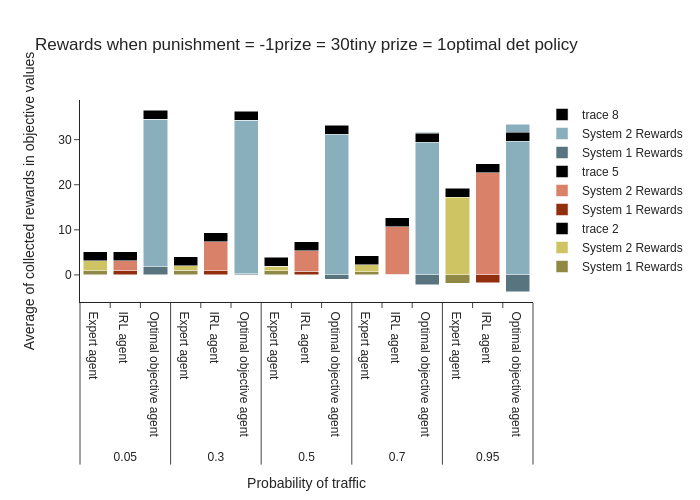 Rewards when punishment = -1prize = 30tiny prize = 1optimal det policy
Average of collected rewards in objective values
30
20
10
0
trace 8
System 2 Rewards
System 1 Rewards
trace 5
System 2 Rewards
System 1 Rewards
trace 2
System 2 Rewards
System 1 Rewards
Expert agent
IRL agent
Optimal objective agent
Expert agent
IRL agent
Optimal objective agent
Expert agent
IRL agent
Optimal objective agent
Expert agent
IRL agent
Optimal objective agent
Expert agent
IRL agent
Optimal objective agent
0.05
0.3
0.5
0.7
0.95
Probability of traffic